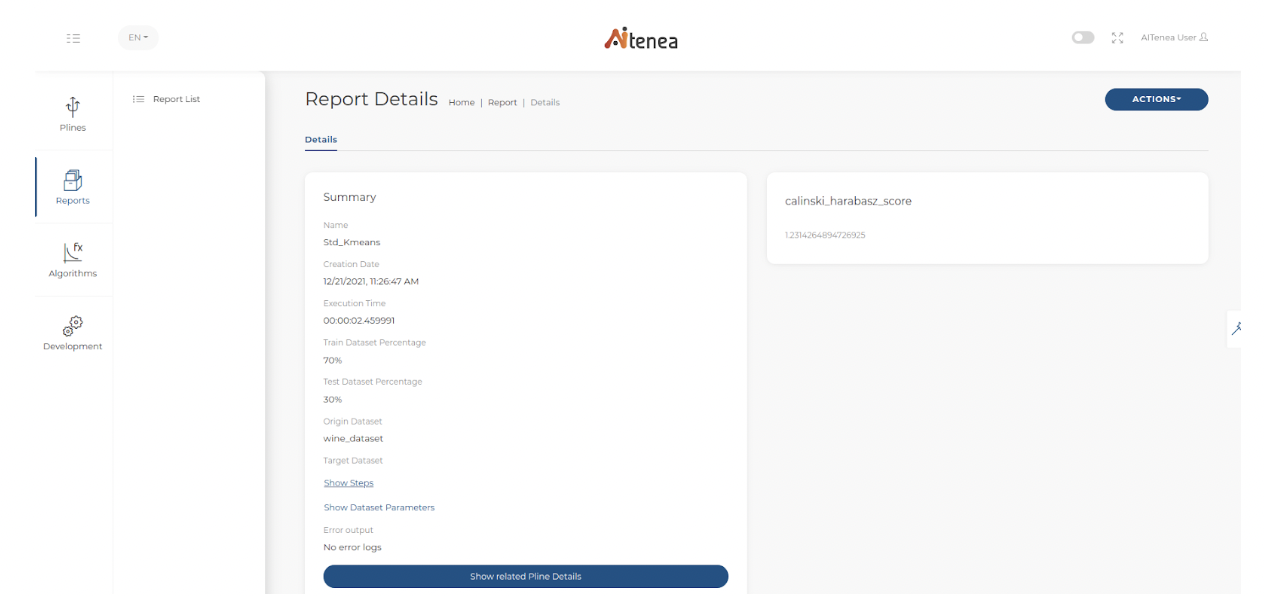 EN
Aitenea
AITenea User
Plines
Reports
fx
Algorithms
Development
Report List
Report Details
Home | Report | Details
ACTIONS
Details
Summary
Name
Std_Kmeans
Creation Date
12/21/2021, 11:26:47 AM
Execution Time
00:00:02.459991
Train Dataset Percentage
70%
Test Dataset Percentage
30%
Origin Dataset
wine_dataset
Target Dataset
Show Steps
Show Dataset Parameters
Error output
No error logs
Show related Pline Details
calinski_harabasz_score
1.2314264894726925